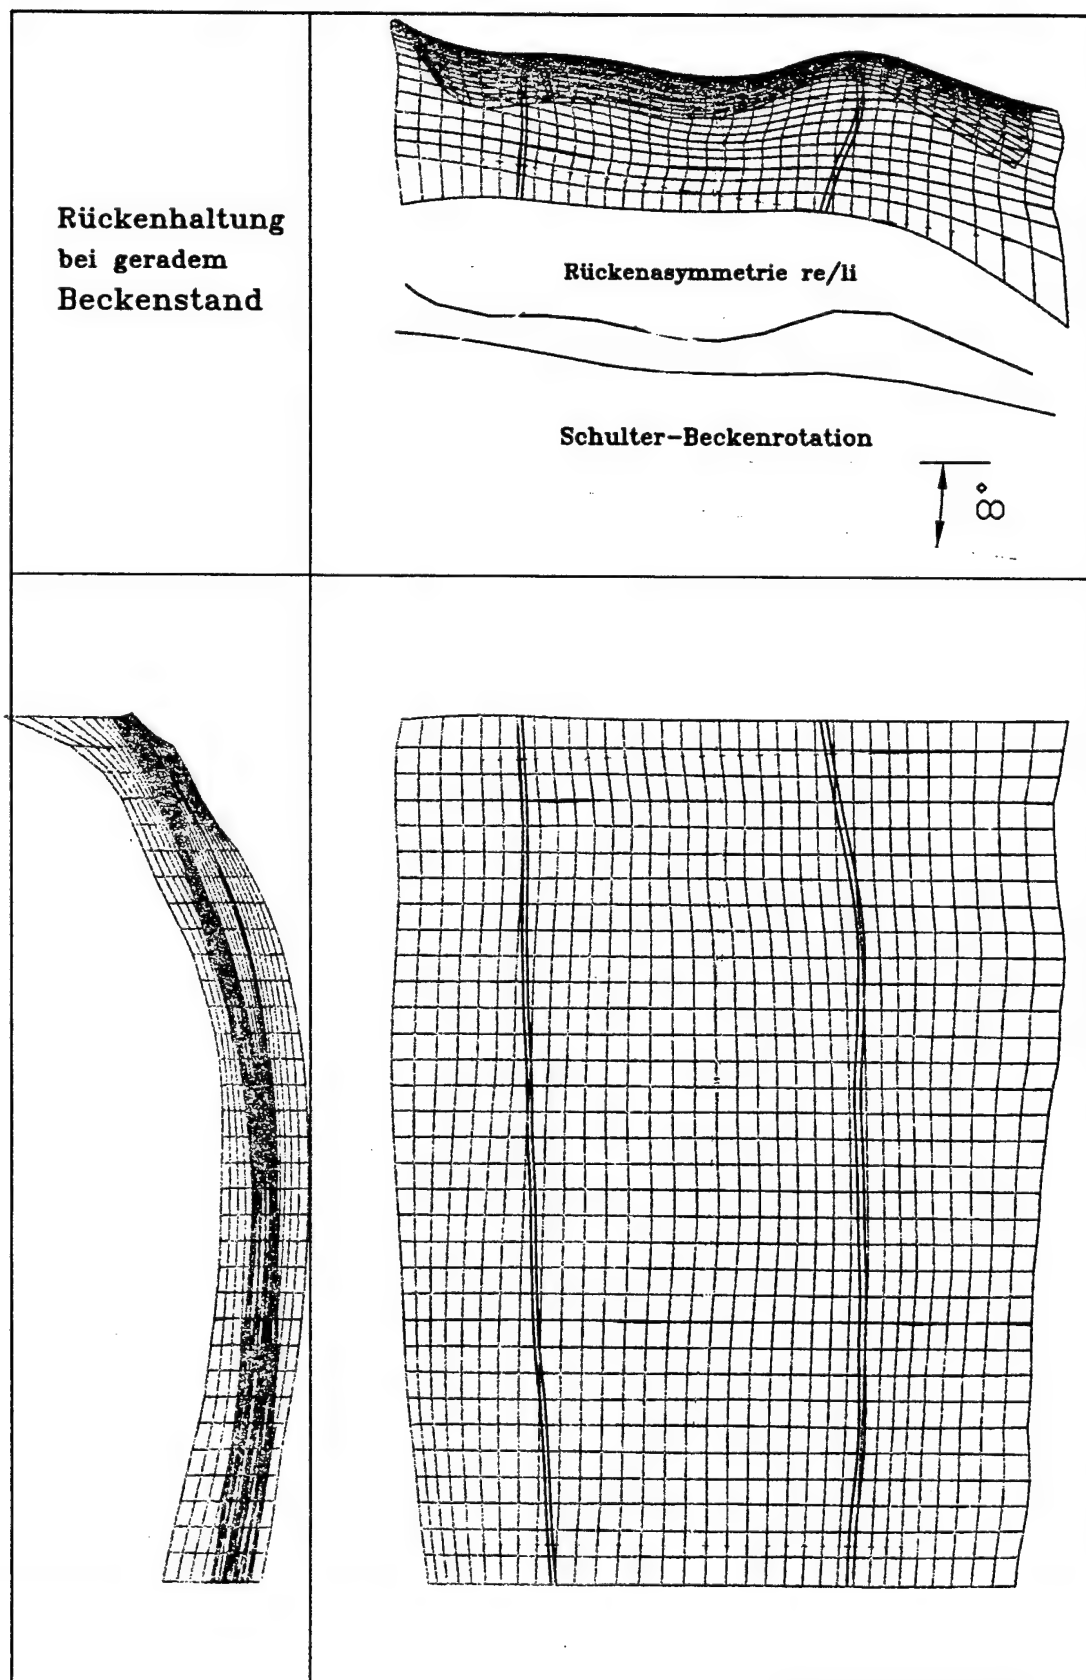 Rückenhaltung
bei geradem
Beckenstand
Rückenasymmetrie re/li
Schulter-Beckenrotation
8°